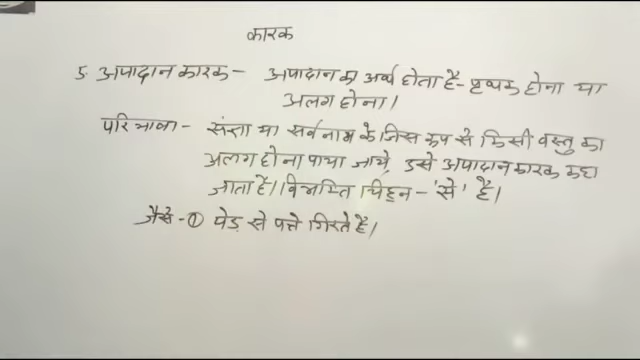 कारक
5. अपादान कारक - अपादान का अर्थ होता है - पृथक होना या
अलग होना।
परिभाषा - संज्ञा या सर्वनाम के जिस रूप से किसी वस्तु का
अलग होना पाया जाये, उसे अपादान कारक कहा
जाता है। विभक्ति चिह्न - 'से' है।
जैसे - ① पेड़ से पत्ते गिरते है।